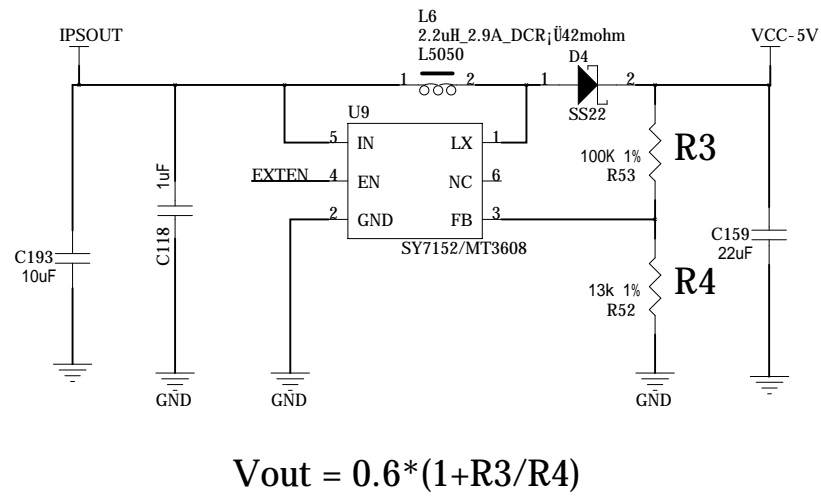 IPSOUT
L6
2.2uH_2.9A_DCR¡Ü42mohm
L5050
VCC-5V
1
2
1
D4
2
SS22
U9
5
IN
LX
1
EXTEN
4
EN
NC
6
2
GND
FB
3
SY7152/MT3608
100K 1%
R53
R3
13k 1%
R52
R4
C193
10uF
1uF
C118
C159
22uF
GND
GND
GND
Vout = 0.6*(1+R3/R4)